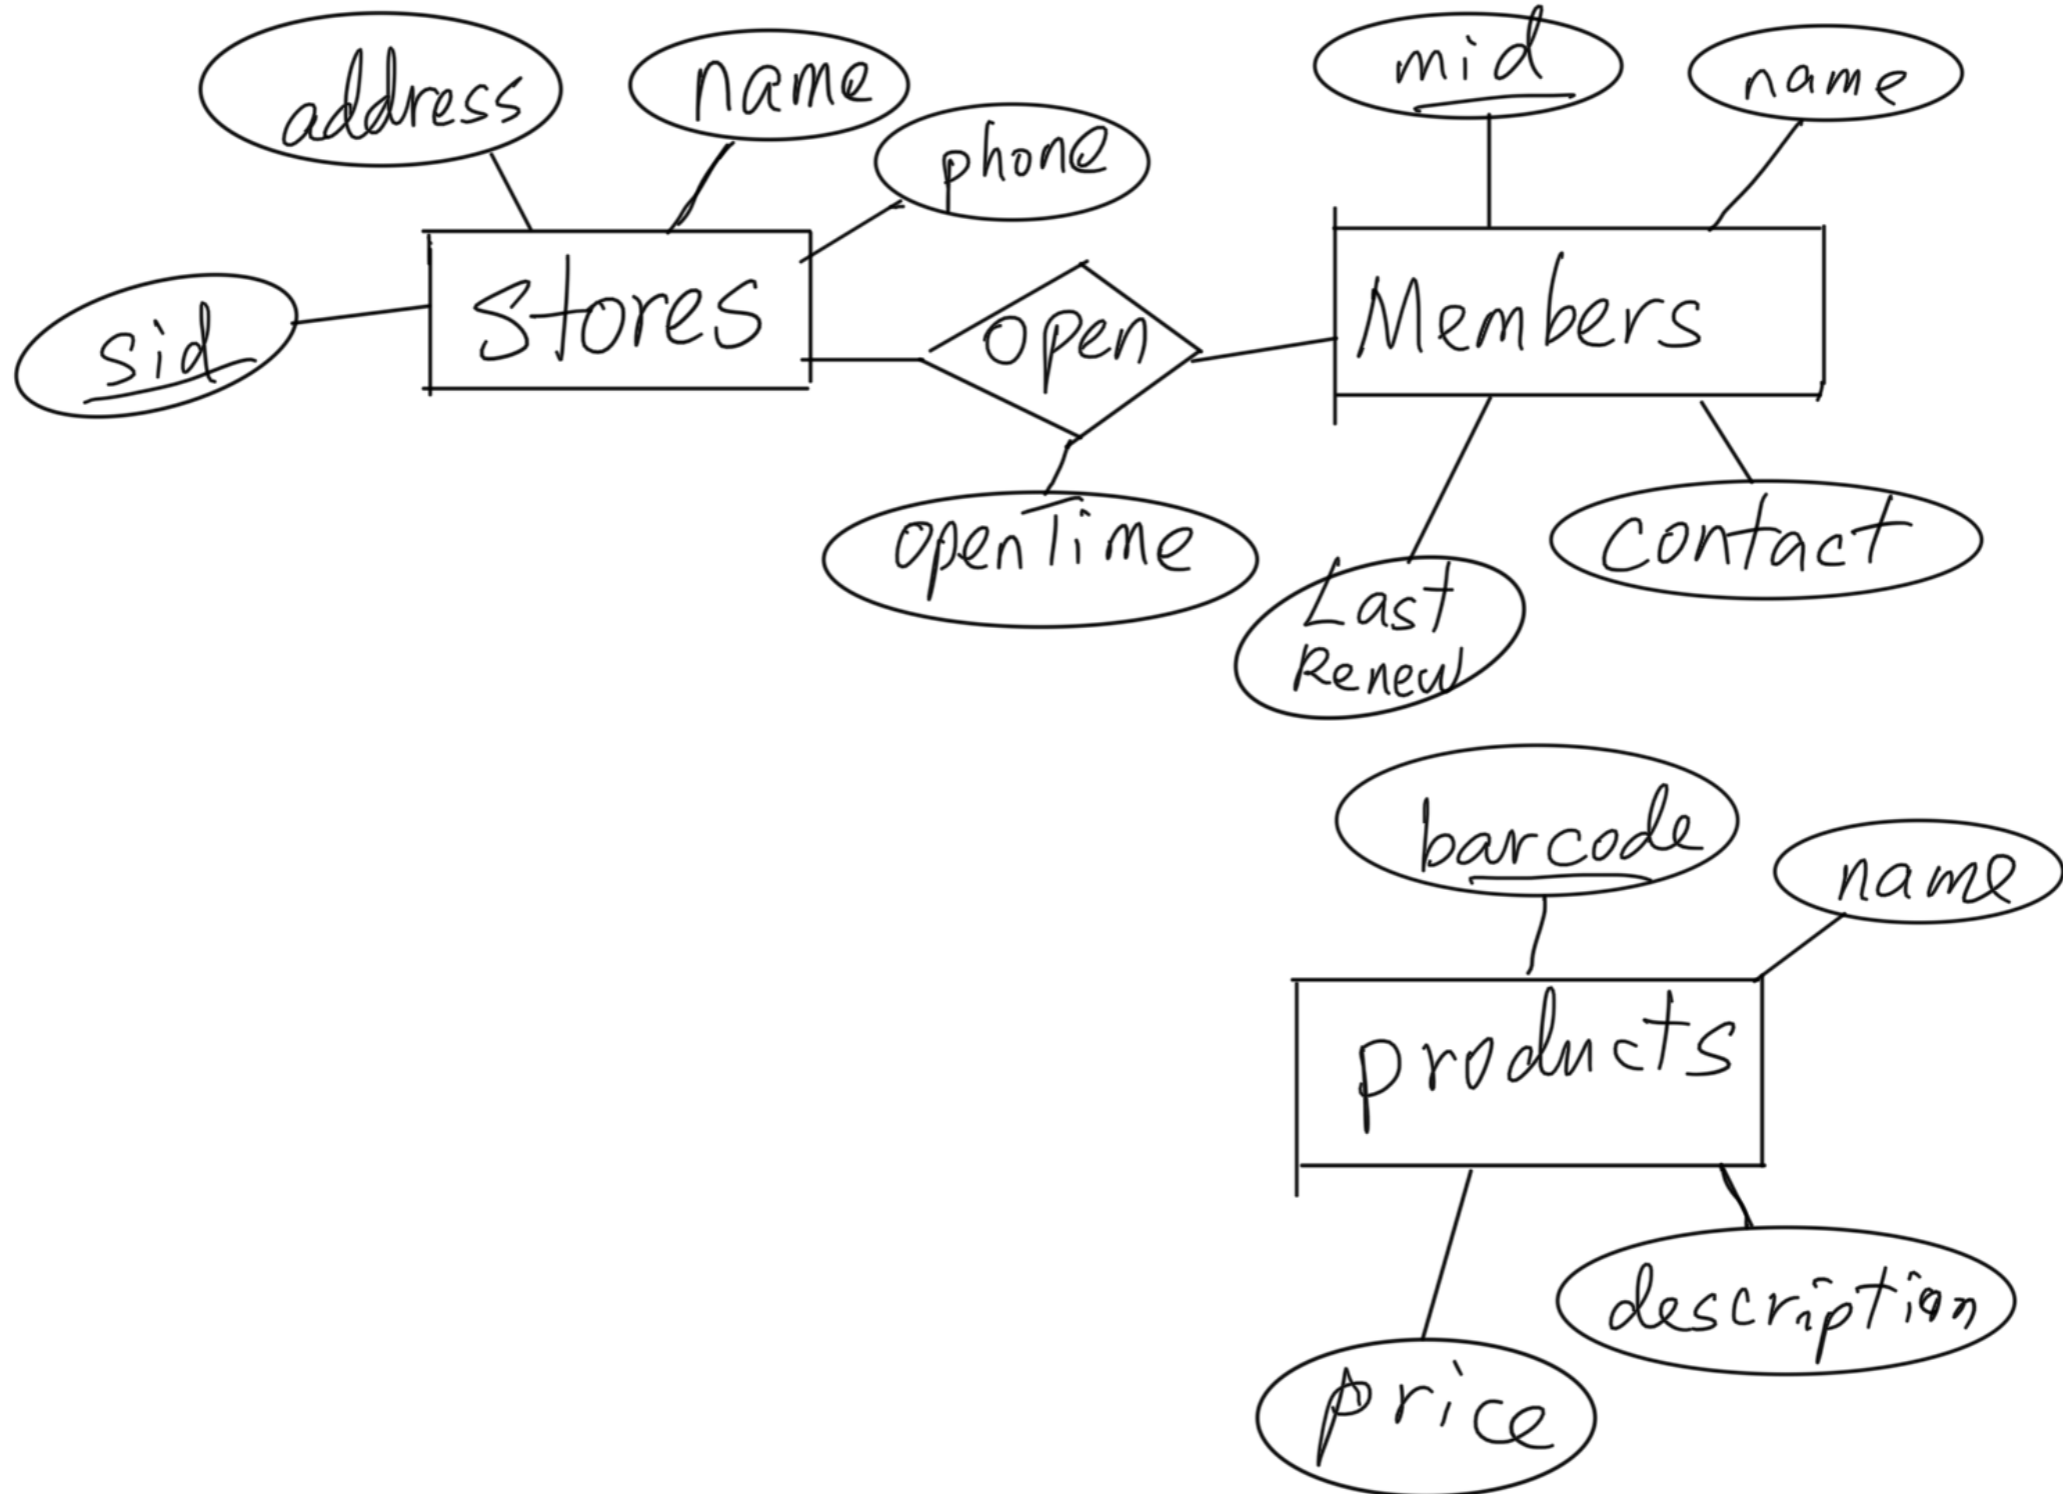 address
name
phone
sid
Stores
open
openTime
mid
name
Members
Last
Renew
contact
barcode
name
products
price
description